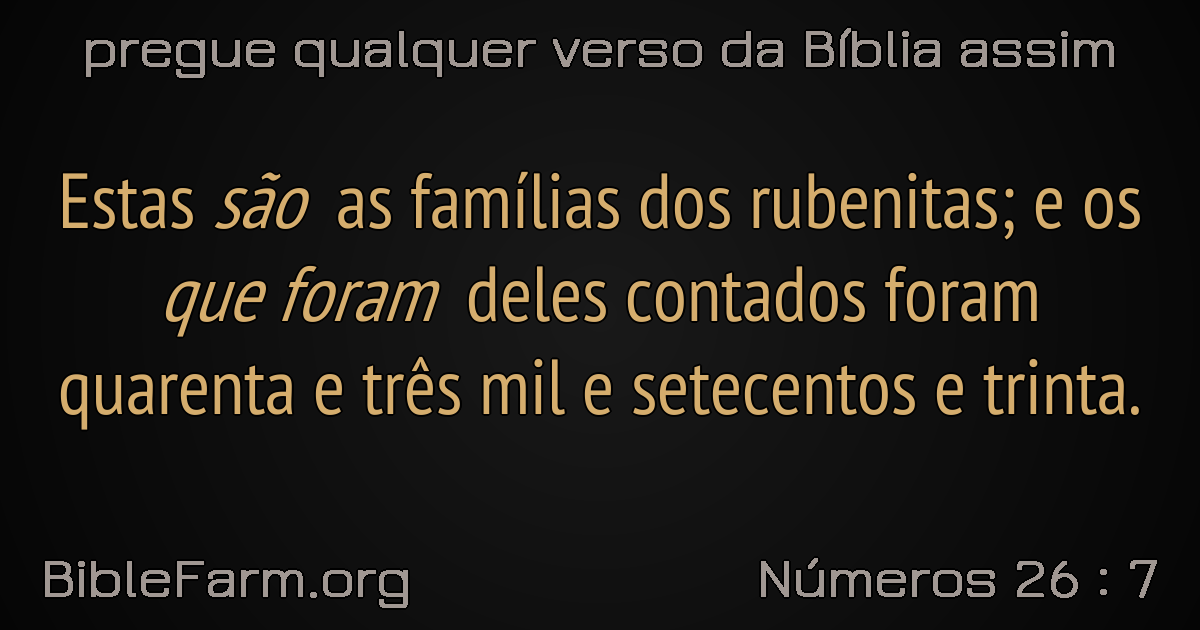 pregue qualquer verso da Bíblia assim
Estas são as famílias dos rubenitas; e os
que foram deles contados foram
quarenta e três mil e setecentos e trinta.
BibleFarm.org
Números 26 : 7